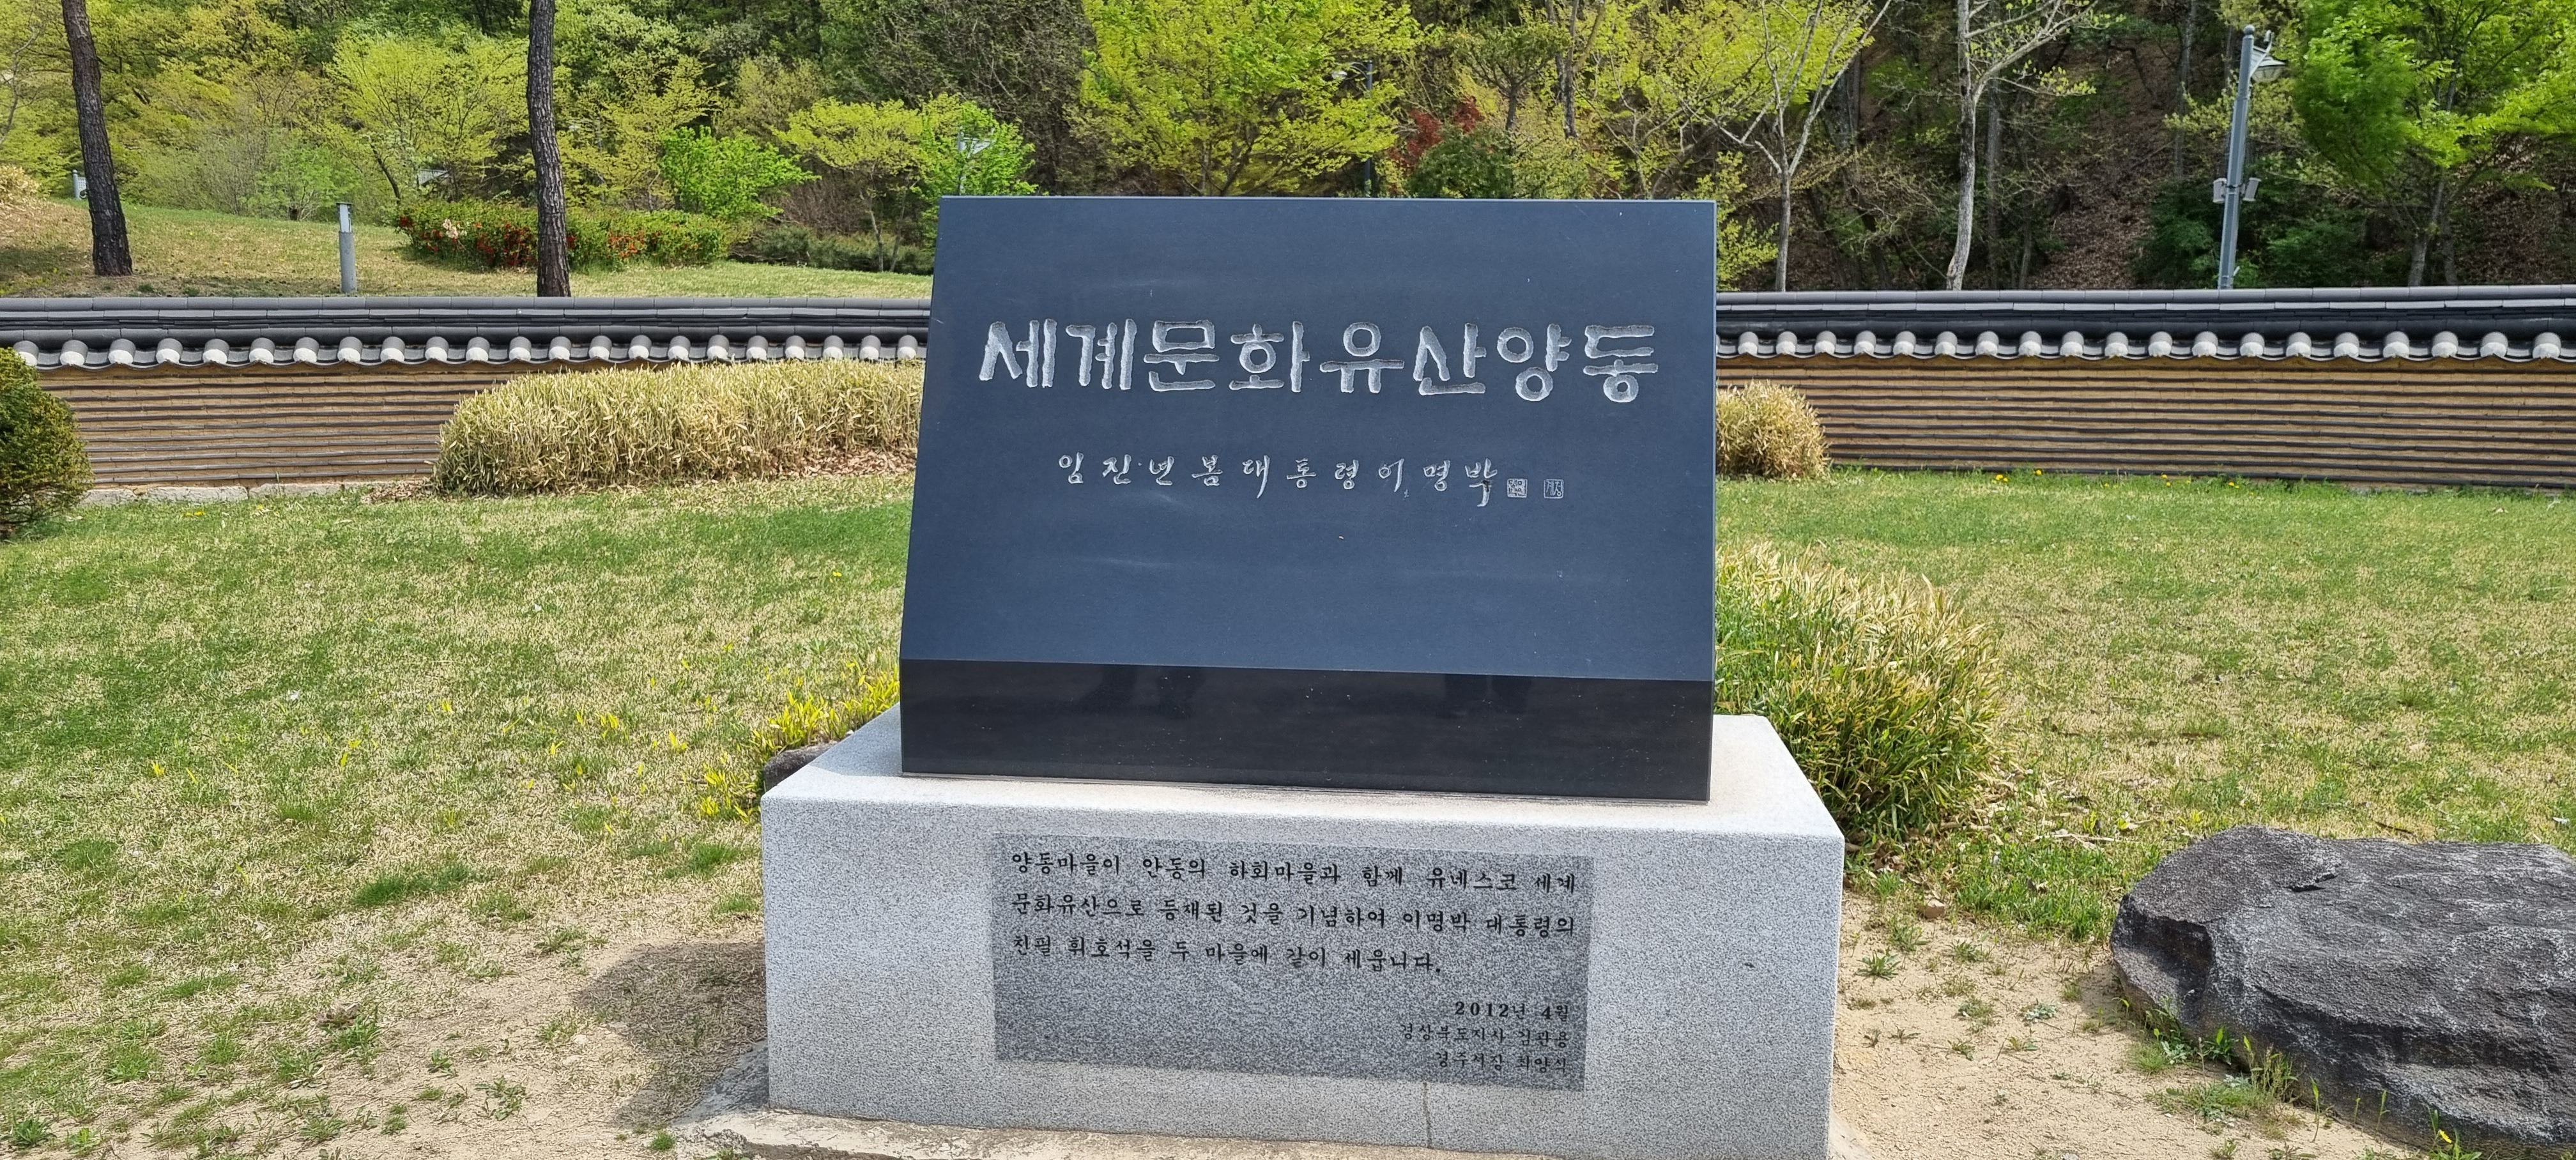 세계문화유산양동
임진년봄대통령이명박
양동마을이 안동의 하회마을과 함께 유네스코 세계
문화유산으로 등재된 것을 기념하여 이명박 대통령의
친필 휘호석을 두 마을에 같이 세웁니다.
2012년 4월
경상북도지사 김관용
경주시장 최양식